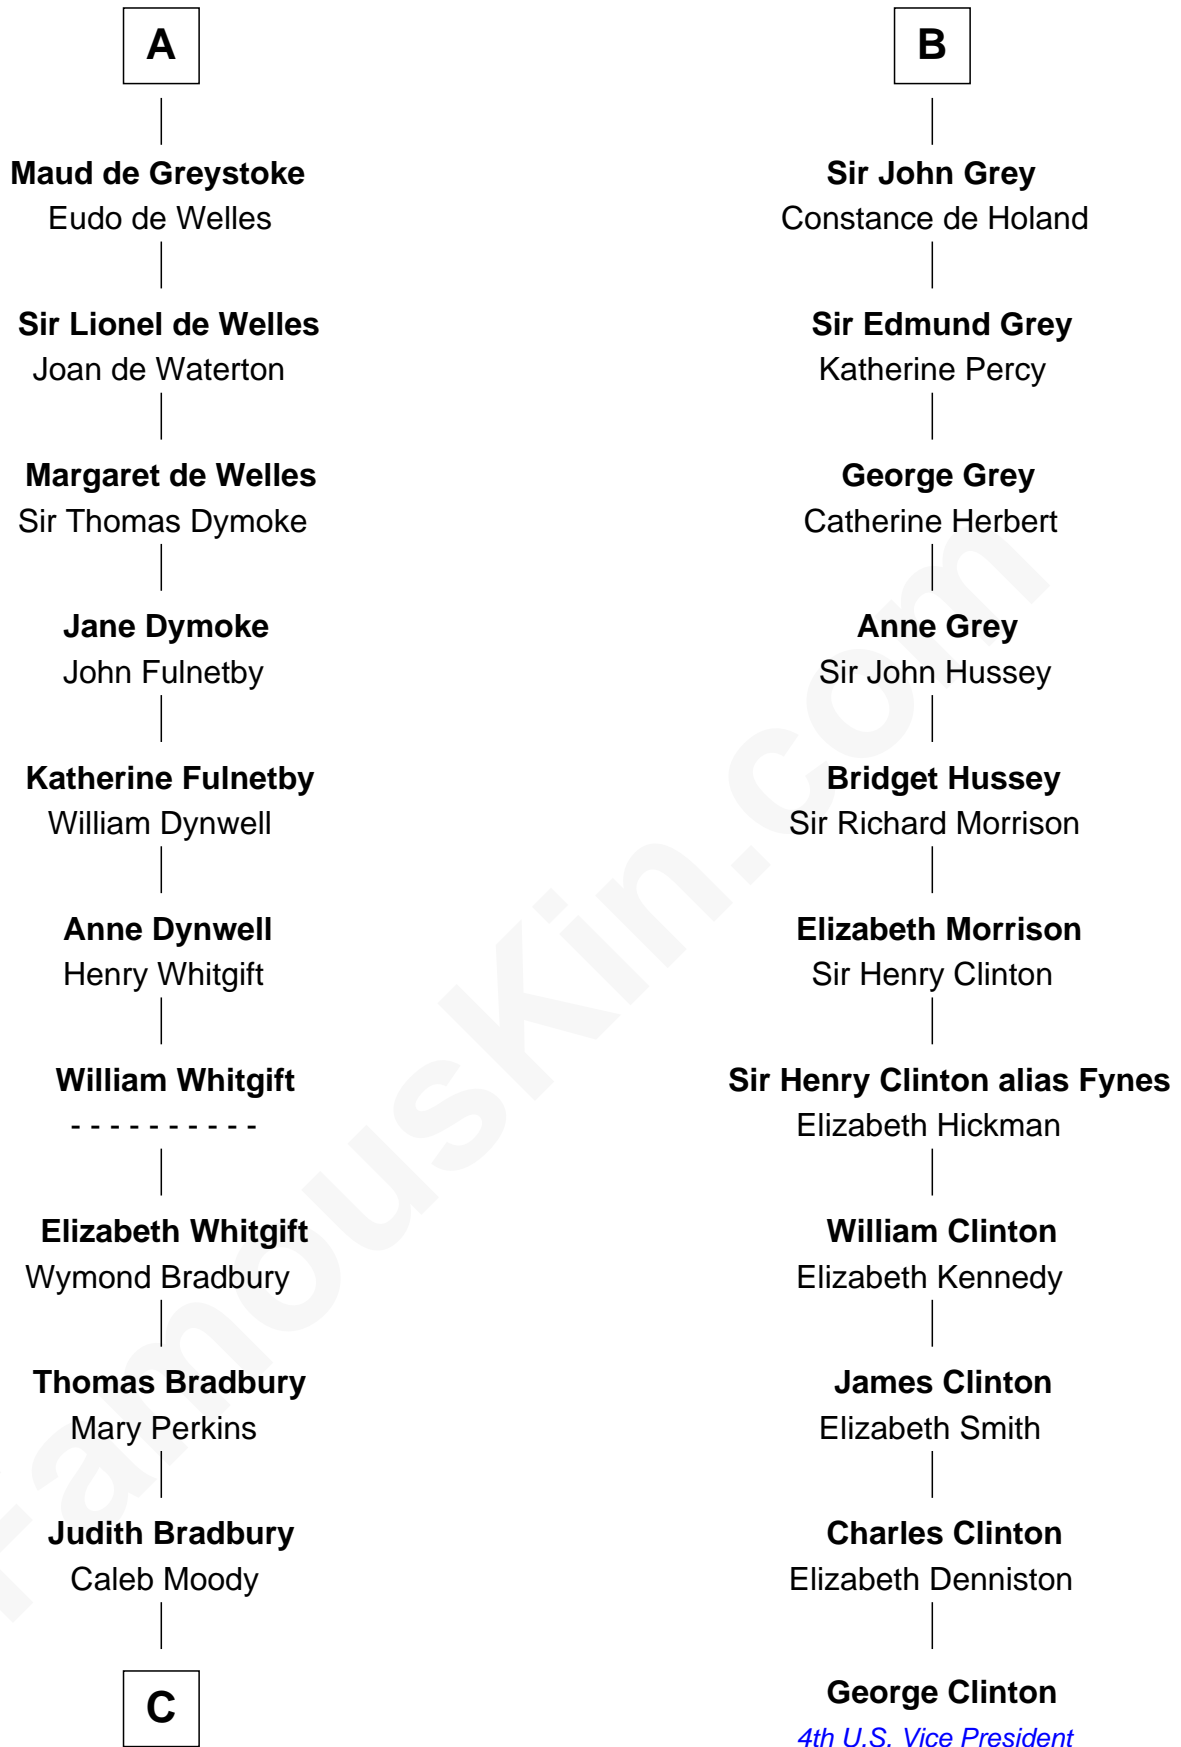 A
Maud de Greystoke
Eudo de Welles
Sir Lionel de Welles
Joan de Waterton
Margaret de Welles
Sir Thomas Dymoke
Jane Dymoke
John Fulnetby
Katherine Fulnetby
William Dynwell
Anne Dynwell
Henry Whitgift
William Whitgift
- - - - - - - - - -
Elizabeth Whitgift
Wymond Bradbury
Thomas Bradbury
Mary Perkins
Judith Bradbury
Caleb Moody
C
B
Sir John Grey
Constance de Holand
Sir Edmund Grey
Katherine Percy
George Grey
Catherine Herbert
Anne Grey
Sir John Hussey
Bridget Hussey
Sir Richard Morrison
Elizabeth Morrison
Sir Henry Clinton
Sir Henry Clinton alias Fynes
Elizabeth Hickman
William Clinton
Elizabeth Kennedy
James Clinton
Elizabeth Smith
Charles Clinton
Elizabeth Denniston
George Clinton
4th U.S. Vice President
FamousKin.com